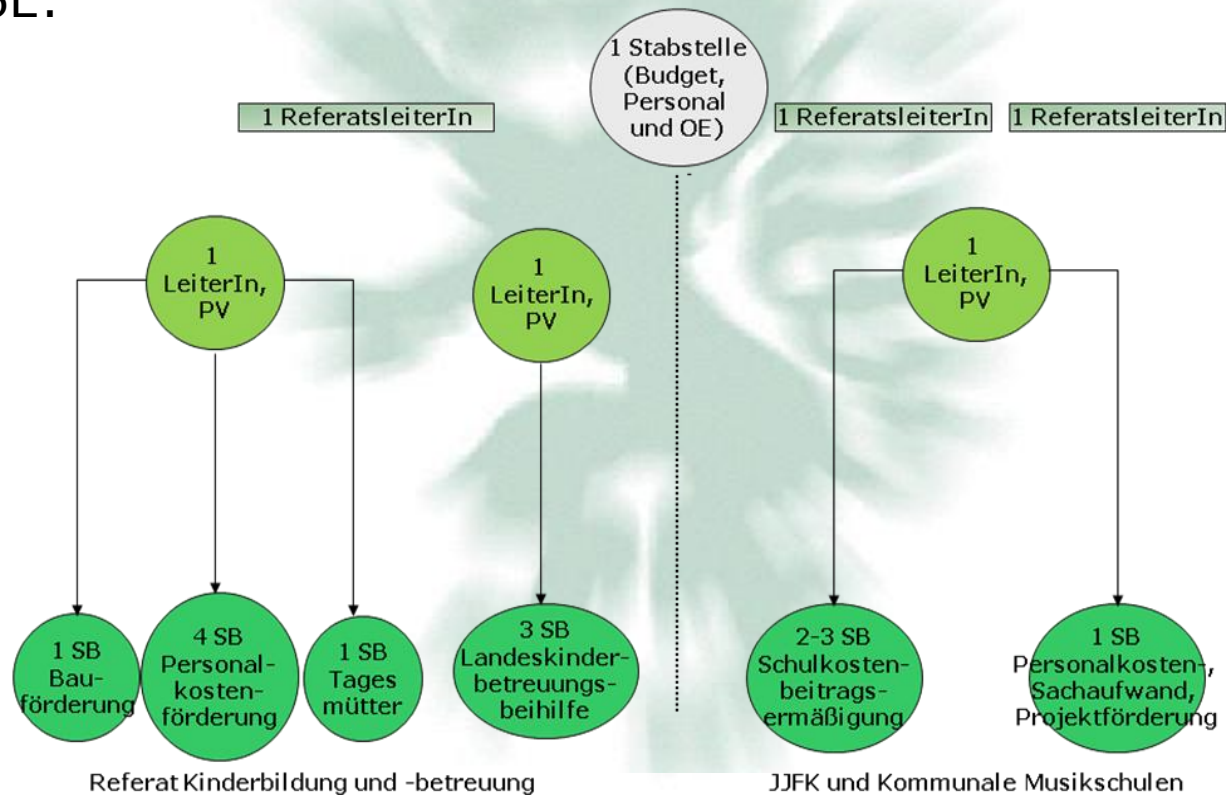 1 Stabstelle
(Budget,
Personal
und OE)
1 ReferatsleiterIn
1 ReferatsleiterIn
1 ReferatsleiterIn
1
LeiterIn,
PV
1
LeiterIn,
PV
1
LeiterIn,
PV
1 SB
Bau-
förderung
4 SB
Personal-
kosten-
förderung
1 SB
Tages
mütter
3 SB
Landeskinder-
betreuungs-
beihilfe
2-3 SB
Schulkosten-
beitrags-
ermäßigung
1 SB
Personalkosten-,
Sachaufwand,
Projektförderung
Referat Kinderbildung und -betreuung
JJFK und Kommunale Musikschulen